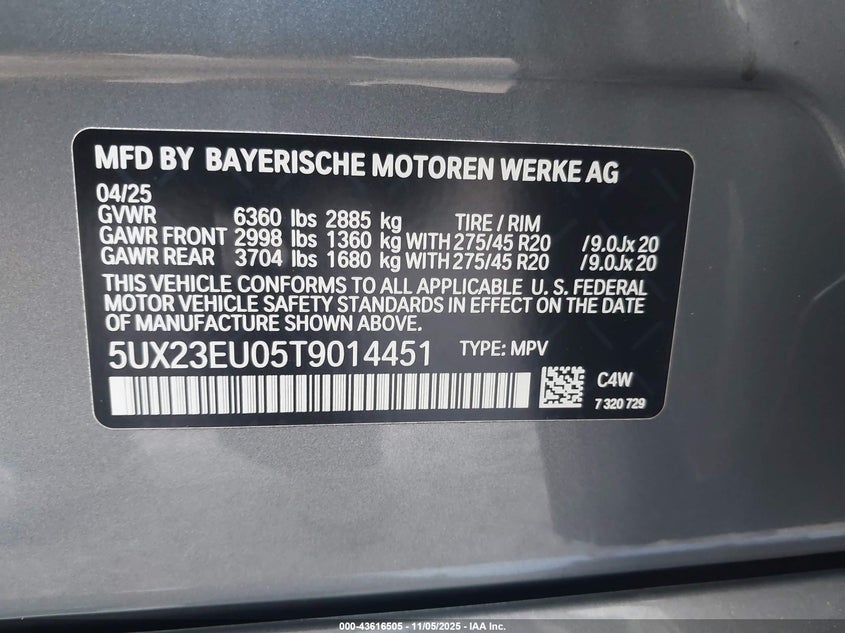 MFD BY BAYERISCHE MOTOREN WERKE AG
04/25
GVWR 6360 lbs 2885 kg TIRE / RIM
GAWR FRONT 2998 lbs 1360 kg WITH 275/45 R20 /9.0Jx 20
GAWR REAR 3704 lbs 1680 kg WITH 275/45 R20 /9.0Jx 20
THIS VEHICLE CONFORMS TO ALL APPLICABLE U. S. FEDERAL
MOTOR VEHICLE SAFETY STANDARDS IN EFFECT ON THE DATE
OF MANUFACTURE SHOWN ABOVE.
5UX23EU05T9014451 TYPE: MPV
C4W
7 320 729
000-43616505 — 11/05/2025 — IAA Inc.